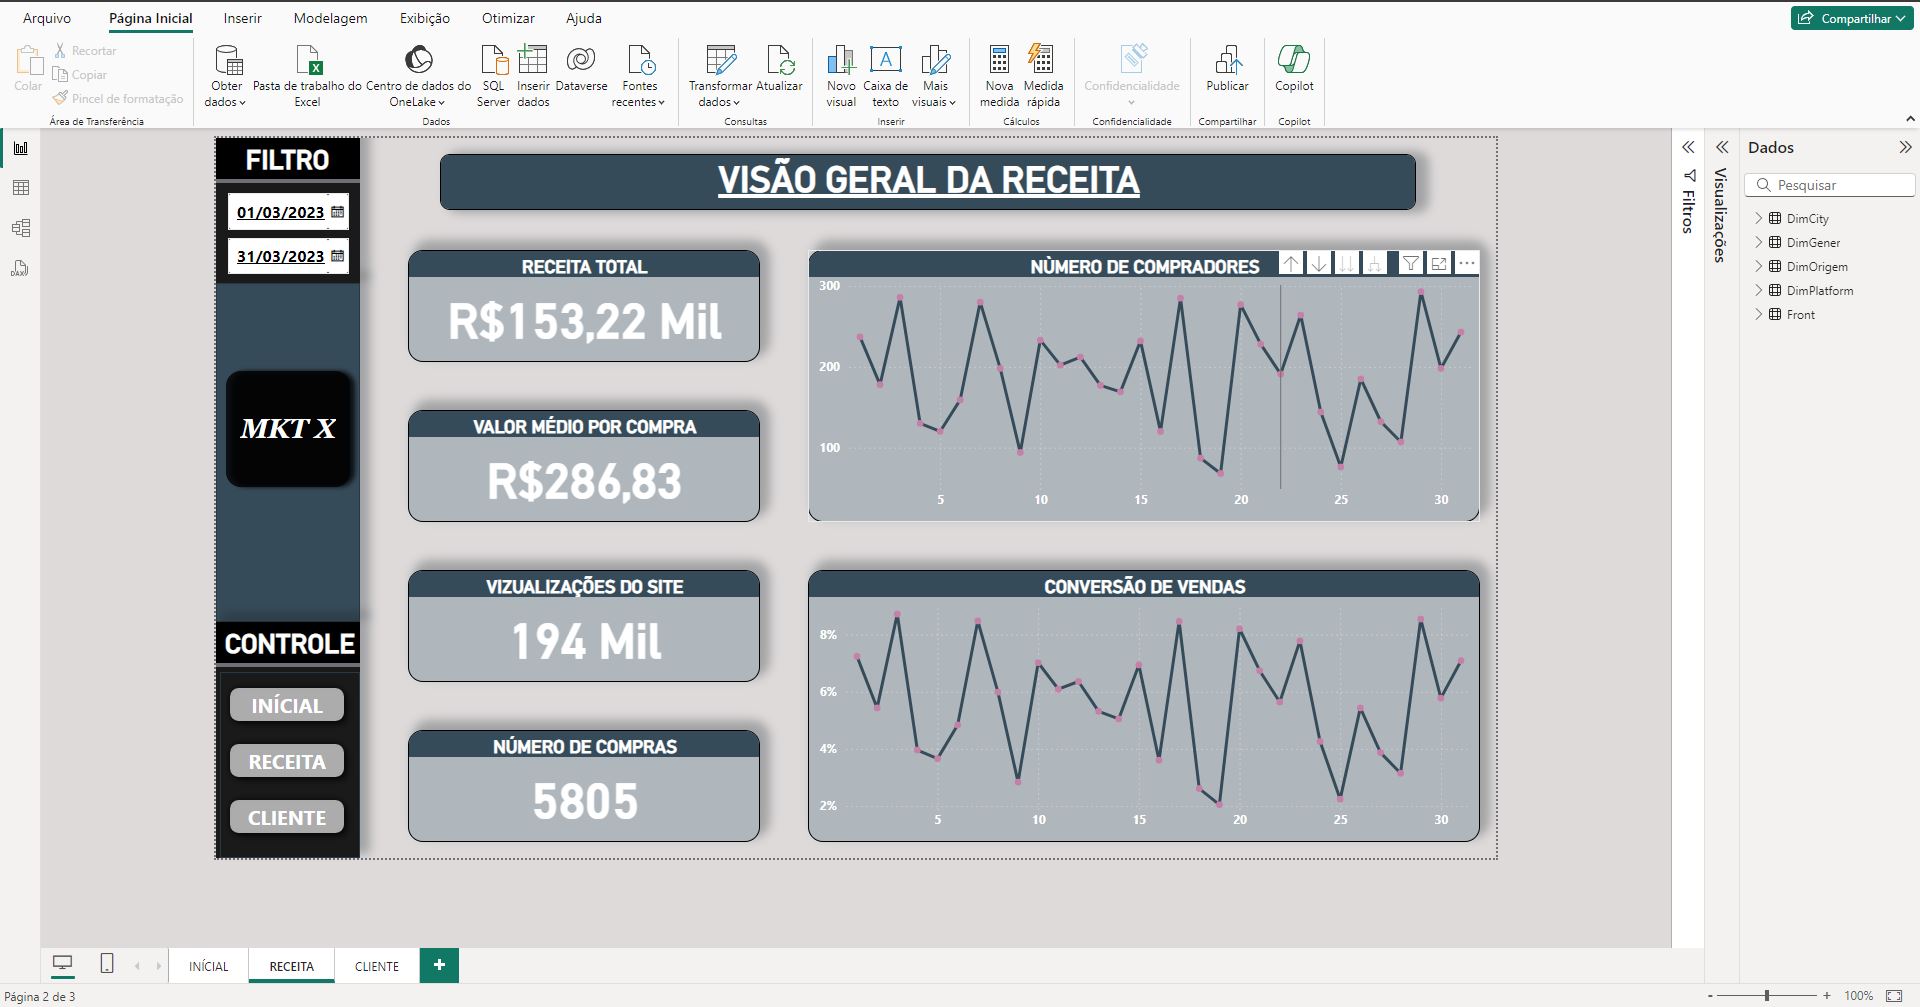 Arquivo Página Inicial Inserir Modelagem Exibição Otimizar Ajuda
Compartilhar
Colar
Recortar
Copiar
Pincel de formatação
Área de Transferência
Obter dados
Pasta de trabalho do Excel
Centro de dados do OneLake
SQL Server
Inserir dados
Dataverse
Fontes recentes
Dados
Transformar dados
Atualizar
Consultas
Novo visual
Caixa de texto
Mais visuais
Inserir
Nova medida
Medida rápida
Cálculos
Confidencialidade
Confidencialidade
Publicar
Compartilhar
Copilot
Copilot
FILTRO
01/03/2023
31/03/2023
MKT X
CONTROLE
INÍCIAL
RECEITA
CLIENTE
VISÃO GERAL DA RECEITA
RECEITA TOTAL
R$153,22 Mil
VALOR MÉDIO POR COMPRA
R$286,83
VIZUALIZAÇÕES DO SITE
194 Mil
NÚMERO DE COMPRAS
5805
NÙMERO DE COMPRADORES
300
200
100
5 10 15 20 25 30
CONVERSÃO DE VENDAS
8%
6%
4%
2%
5 10 15 20 25 30
Filtros
Visualizações
Dados
Pesquisar
DimCity
DimGener
DimOrigem
DimPlatform
Front
INÍCIAL RECEITA CLIENTE +
Página 2 de 3
- + 100%